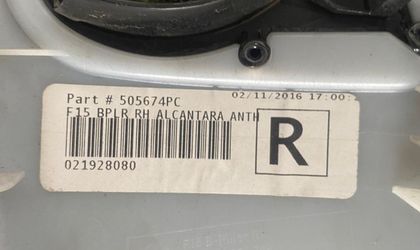 Part # 505674PC
02/11/2016 17:00:
F15 BPLR RH ALCANTARA ANTH
R
021928080